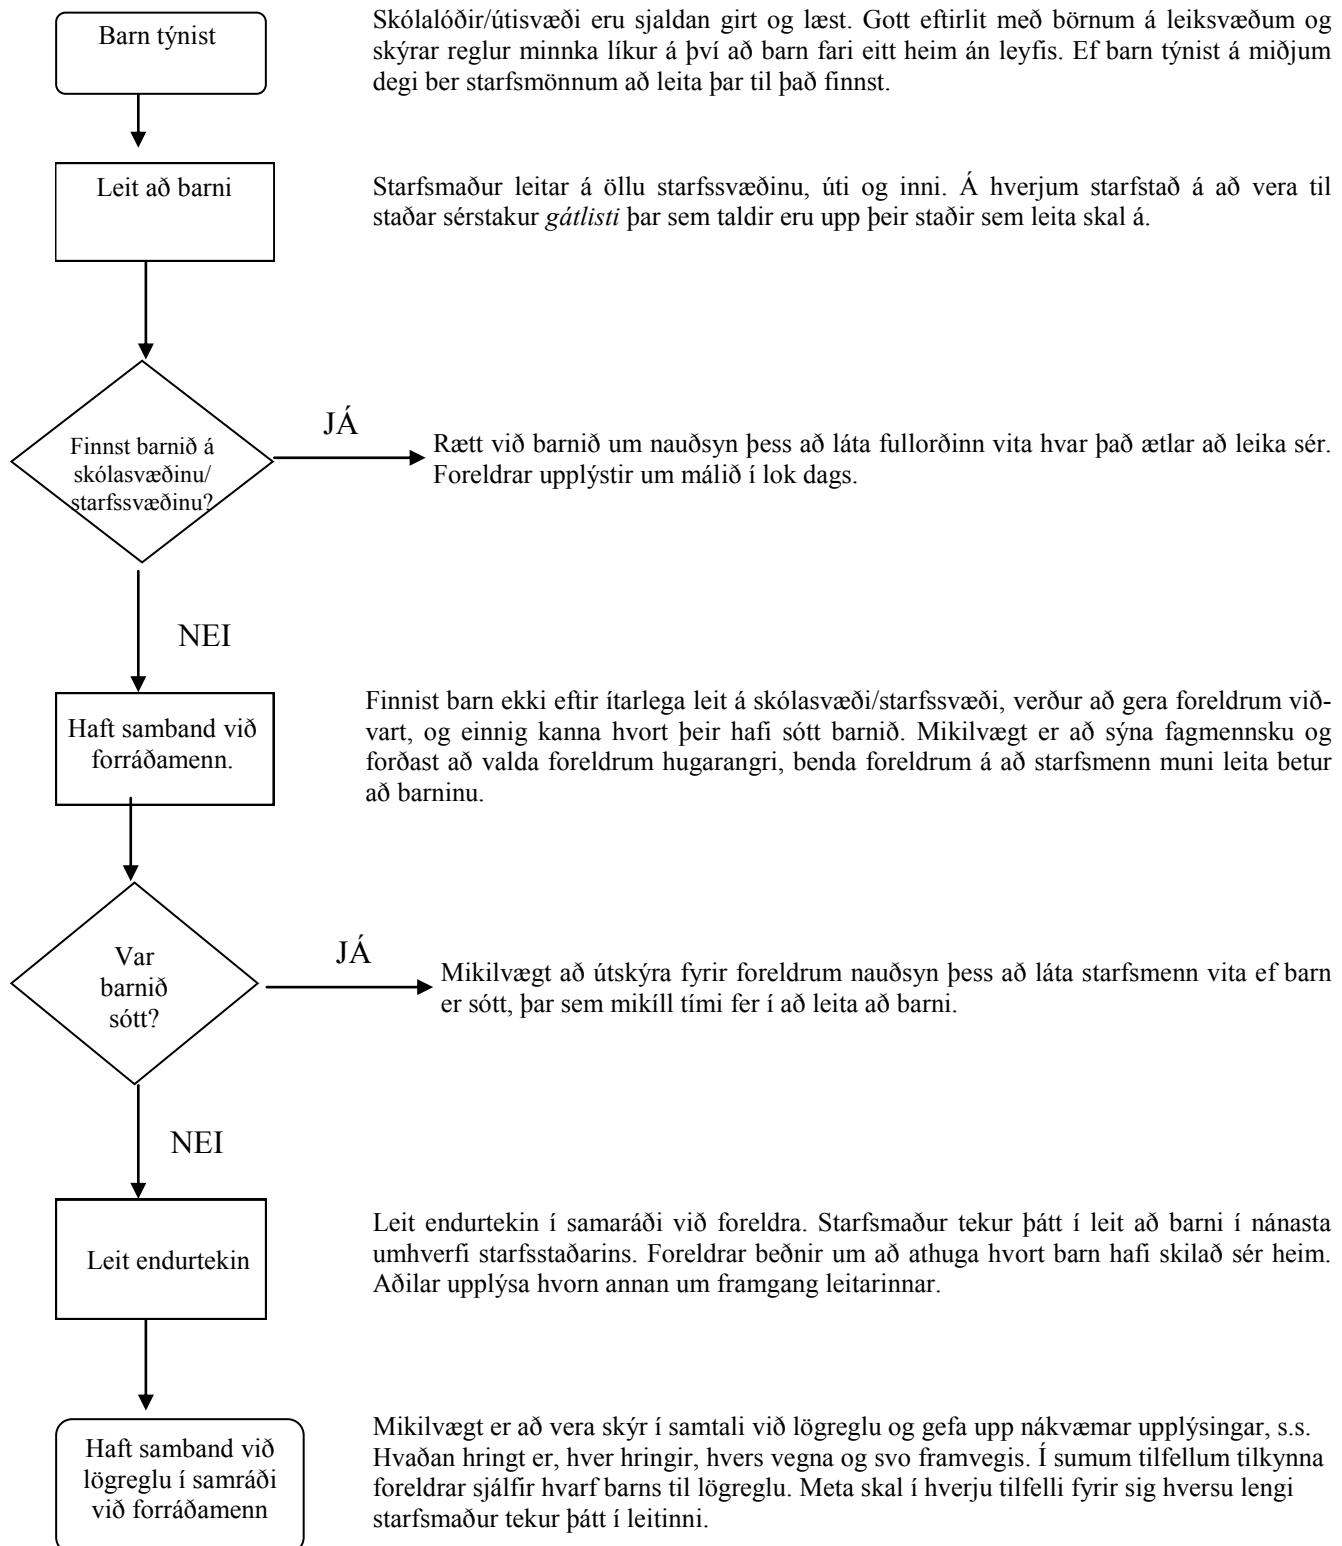 Barn týnist
Skólalóðir/útisvæði eru sjaldan girt og læst. Gott eftirlit með börnum á leiksvæðum og
skýrar reglur minnka líkur á því að barn fari eitt heim án leyfis. Ef barn týnist á miðjum
degi ber starfsmönnum að leita þar til það finnst.
Leit að barni
Starfsmaður leitar á öllu starfssvæðinu, úti og inni. Á hverjum starfstað á að vera til
staðar sérstakur gátlisti þar sem taldir eru upp þeir staðir sem leita skal á.
Finnst barnið á
skólasvæðinu/
starfssvæðinu?
JÁ
Rætt við barnið um nauðsyn þess að láta fullorðinn vita hvar það ætlar að leika sér.
Foreldrar upplýstir um málið í lok dags.
NEI
Haft samband við
forráðamenn.
Finnist barn ekki eftir ítarlega leit á skólasvæði/starfssvæði, verður að gera foreldrum við-
vart, og einnig kanna hvort þeir hafi sótt barnið. Mikilvægt er að sýna fagmennsku og
forðast að valda foreldrum hugarangri, benda foreldrum á að starfsmenn muni leita betur
að barninu.
Var
barnið
sótt?
JÁ
Mikilvægt að útskýra fyrir foreldrum nauðsyn þess að láta starfsmenn vita ef barn
er sótt, þar sem mikíll tími fer í að leita að barni.
NEI
Leit endurtekin
Leit endurtekin í samaráði við foreldra. Starfsmaður tekur þátt í leit að barni í nánasta
umhverfi starfsstaðarins. Foreldrar beðnir um að athuga hvort barn hafi skilað sér heim.
Aðilar upplýsa hvorn annan um framgang leitarinnar.
Haft samband við
lögreglu í samráði
við forráðamenn
Mikilvægt er að vera skýr í samtali við lögreglu og gefa upp nákvæmar upplýsingar, s.s.
Hvaðan hringt er, hver hringir, hvers vegna og svo framvegis. Í sumum tilfellum tilkynna
foreldrar sjálfir hvarf barns til lögreglu. Meta skal í hverju tilfelli fyrir sig hversu lengi
starfsmaður tekur þátt í leitinni.